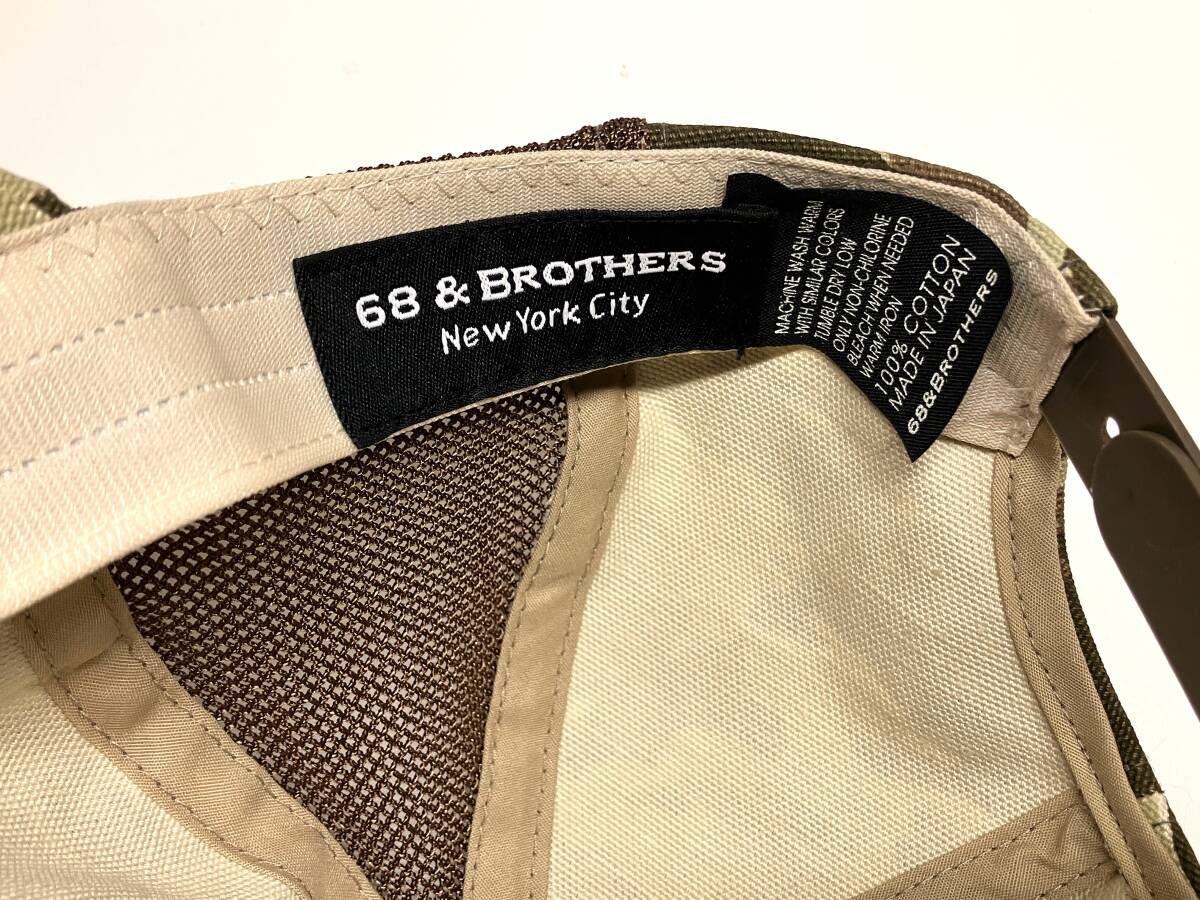 68 & BROTHERS
New York City
MACHINE WASH WARM
WITH SIMILAR COLORS
TUMBLE DRY LOW
ONLY NON-CHILORINE
BLEACH WHEN NEEDED
WARM IRON
100% COTTON
MADE IN JAPAN
68&BROTHERS